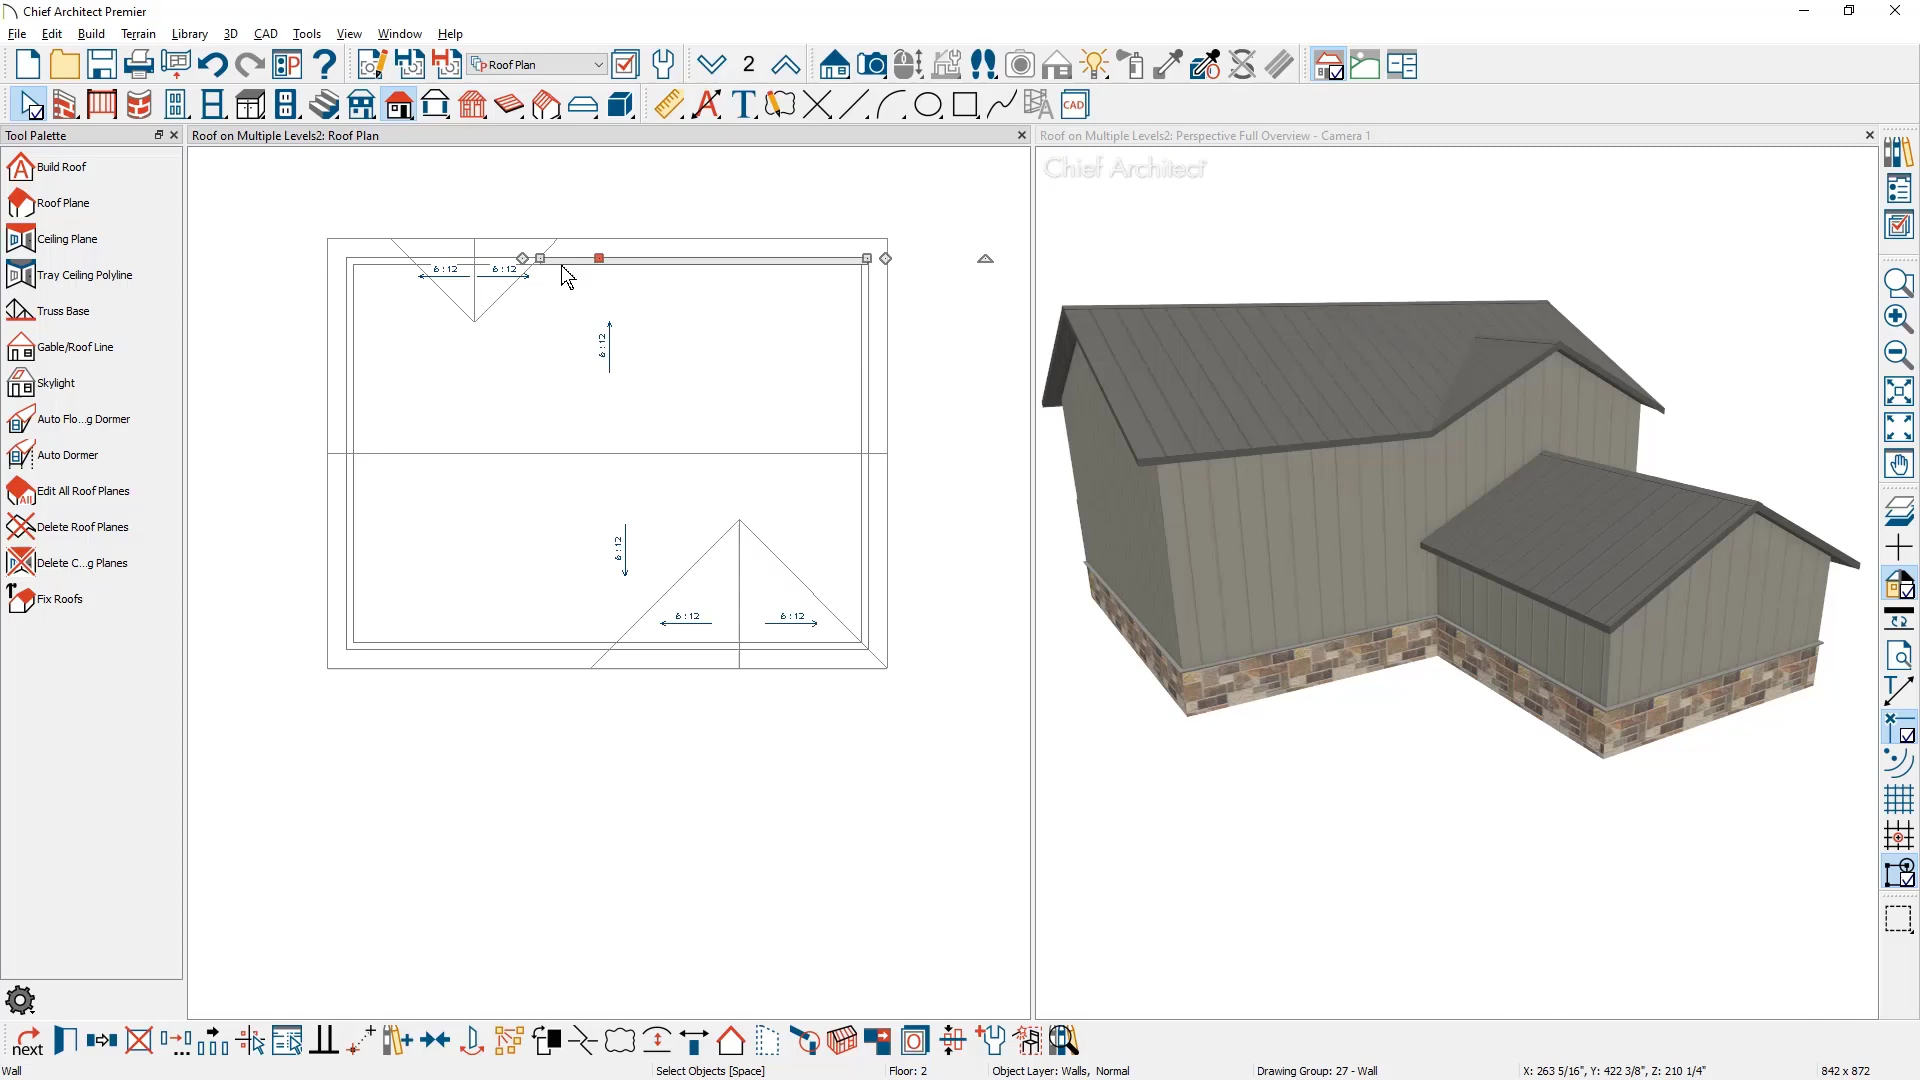 Chief Architect Premier
File Edit Build Terrain Library 3D CAD Tools View Window Help
Roof Plan
2
CAD
Tool Palette
Roof on Multiple Levels2: Roof Plan
Roof on Multiple Levels2: Perspective Full Overview - Camera 1
Chief Architect
Build Roof
Roof Plane
Ceiling Plane
Tray Ceiling Polyline
Truss Base
Gable/Roof Line
Skylight
Auto Flo...g Dormer
Auto Dormer
Edit All Roof Planes
Delete Roof Planes
Delete C...g Planes
Fix Roofs
6 : 12
6 : 12
6 : 12
6 : 12
6 : 12
6 : 12
next
Wall
Select Objects [Space]
Floor: 2
Object Layer: Walls, Normal
Drawing Group: 27 - Wall
X: 263 5/16", Y: 422 3/8", Z: 210 1/4"
842 x 872